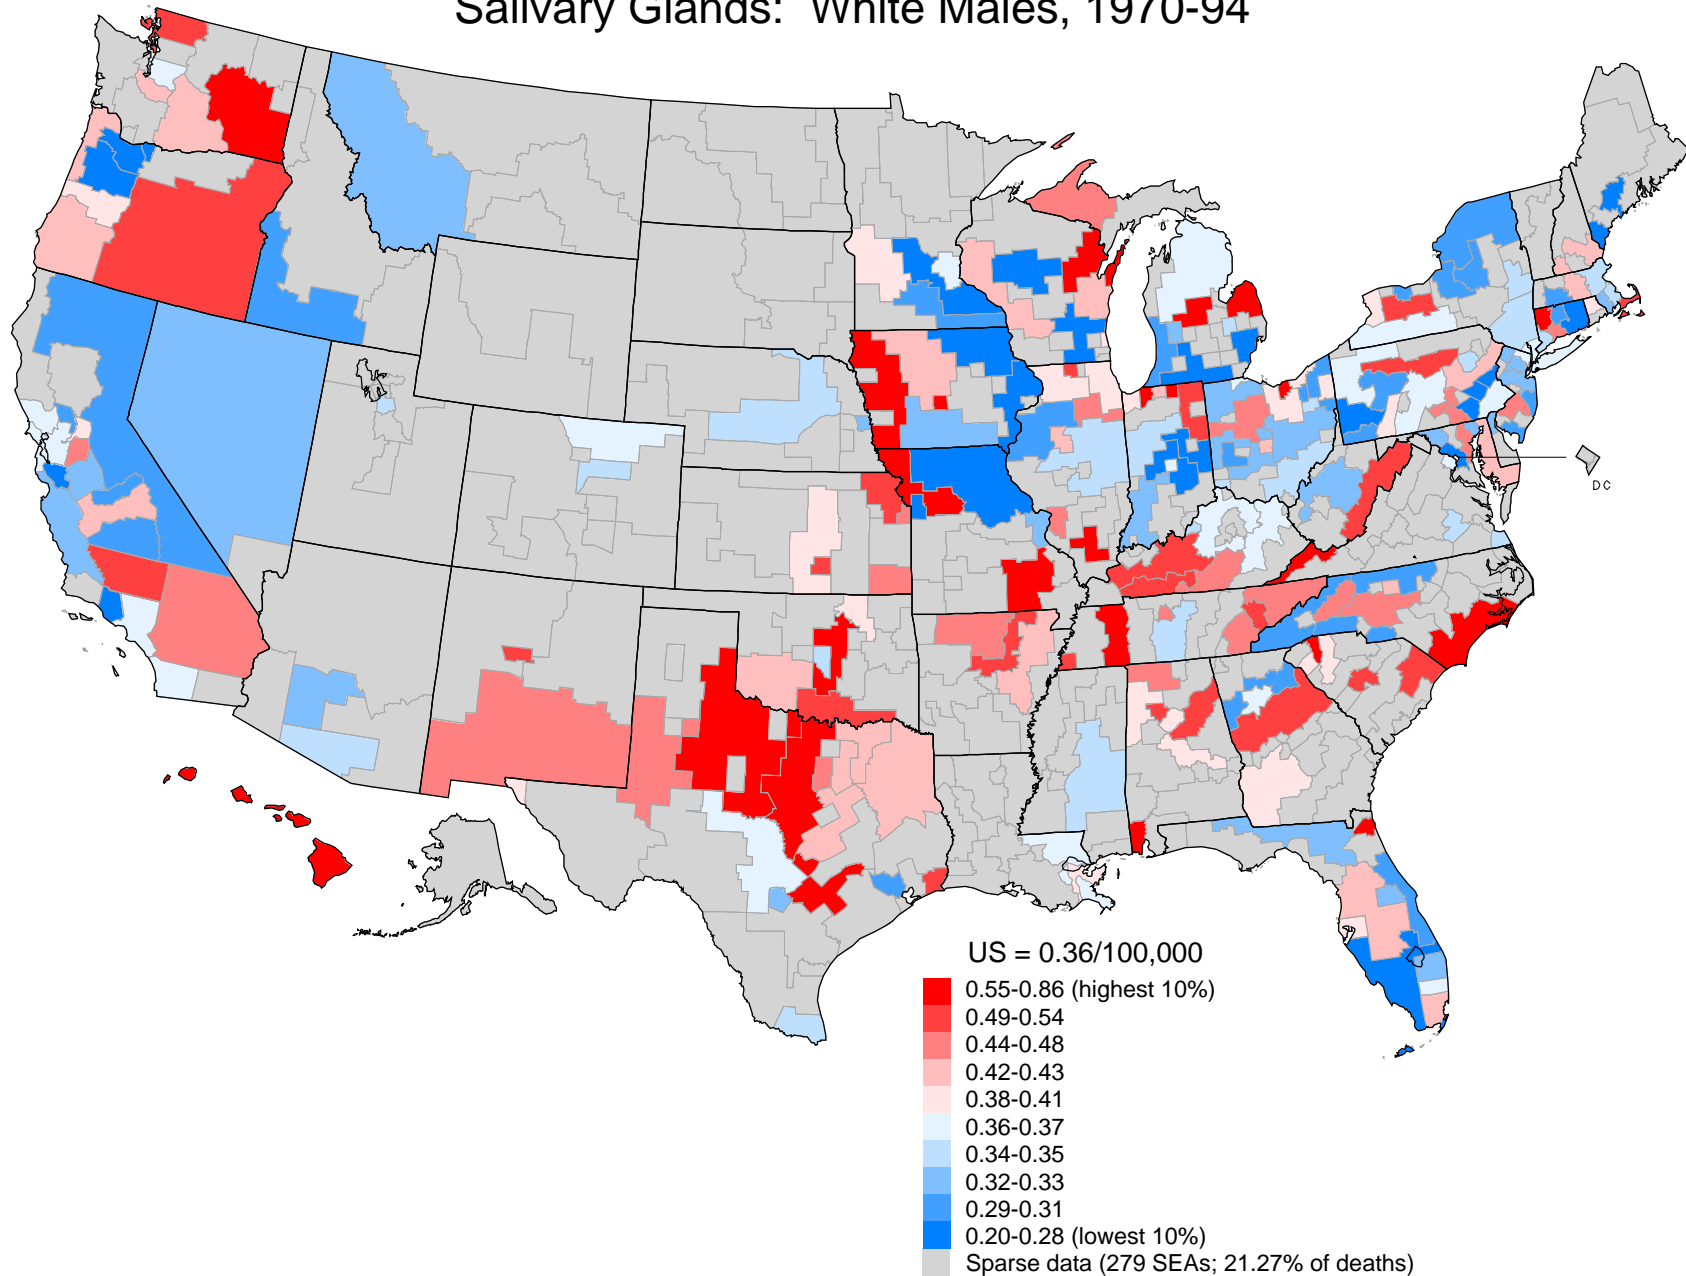 Salivary Glands: White Males, 1970-94
DC
US = 0.36/100,000
0.55-0.86 (highest 10%)
0.49-0.54
0.44-0.48
0.42-0.43
0.38-0.41
0.36-0.37
0.34-0.35
0.32-0.33
0.29-0.31
0.20-0.28 (lowest 10%)
Sparse data (279 SEAs; 21.27% of deaths)